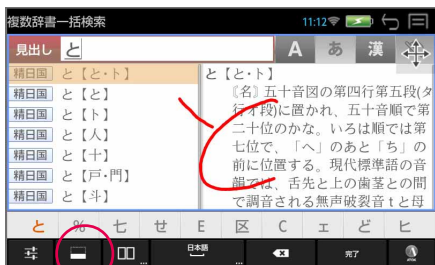 複数辞書一括検索
11:12
見出し と
A あ 漢
精日国 と【と・ト】
精日国 と【と】
精日国 と【ト】
精日国 と【人】
精日国 と【十】
精日国 と【戸・門】
精日国 と【斗】
と【と・ト】
〘名〙五十音図の第四行第五段(タ
行オ段)に置かれ、五十音順で第
二十位のかな。いろは順では第
七位で、「へ」のあと「ち」の
前に位置する。現代標準語の音
韻では、舌先と上の歯茎との間
で調音される無声破裂音tと母
と % 七 せ E 区 C エ ど ヒ
日本語
完了